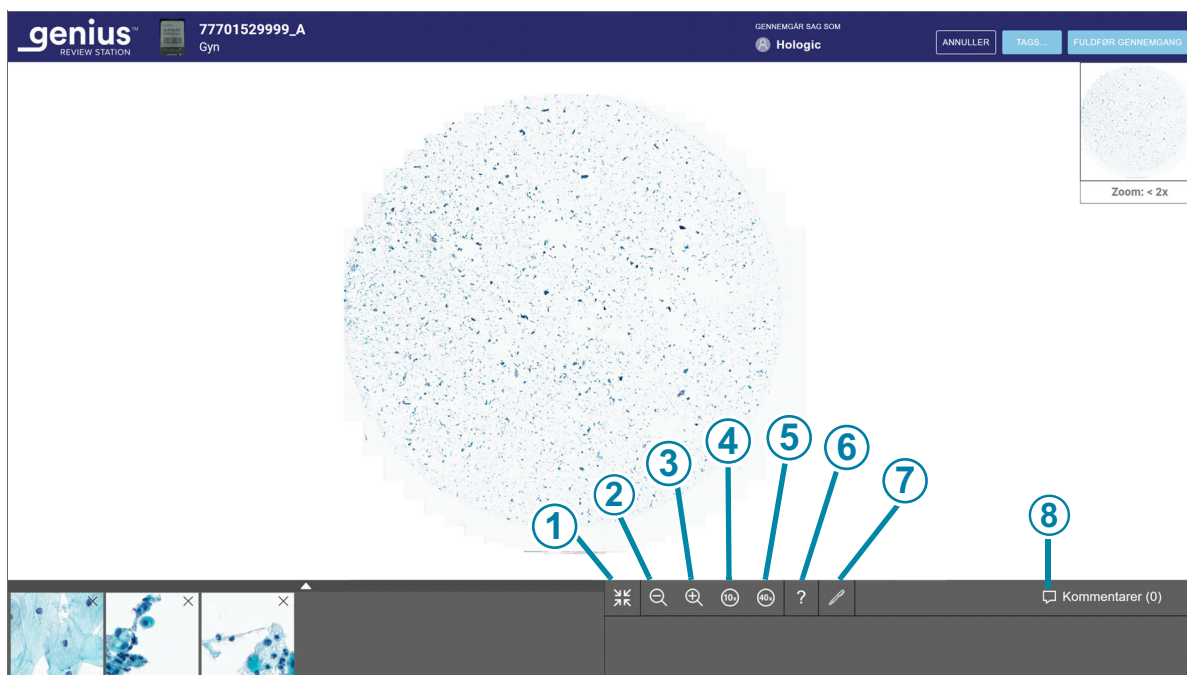 genius™
REVIEW STATION
77701529999_A
Gyn
GENNEMGÅR SAG SOM
Hologic
ANNULLER
TAGS...
FULDFØR GENNEMGANG
Zoom: < 2x
1
2
3
4
5
6
7
8
10x
40x
?
Kommentarer (0)